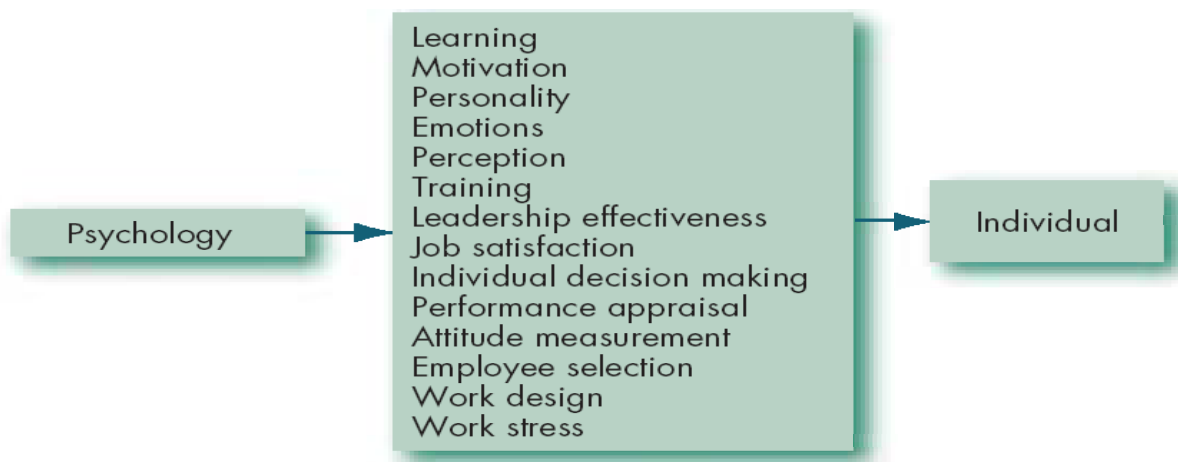 Psychology
Learning
Motivation
Personality
Emotions
Perception
Training
Leadership effectiveness
Job satisfaction
Individual decision making
Performance appraisal
Attitude measurement
Employee selection
Work design
Work stress
Individual